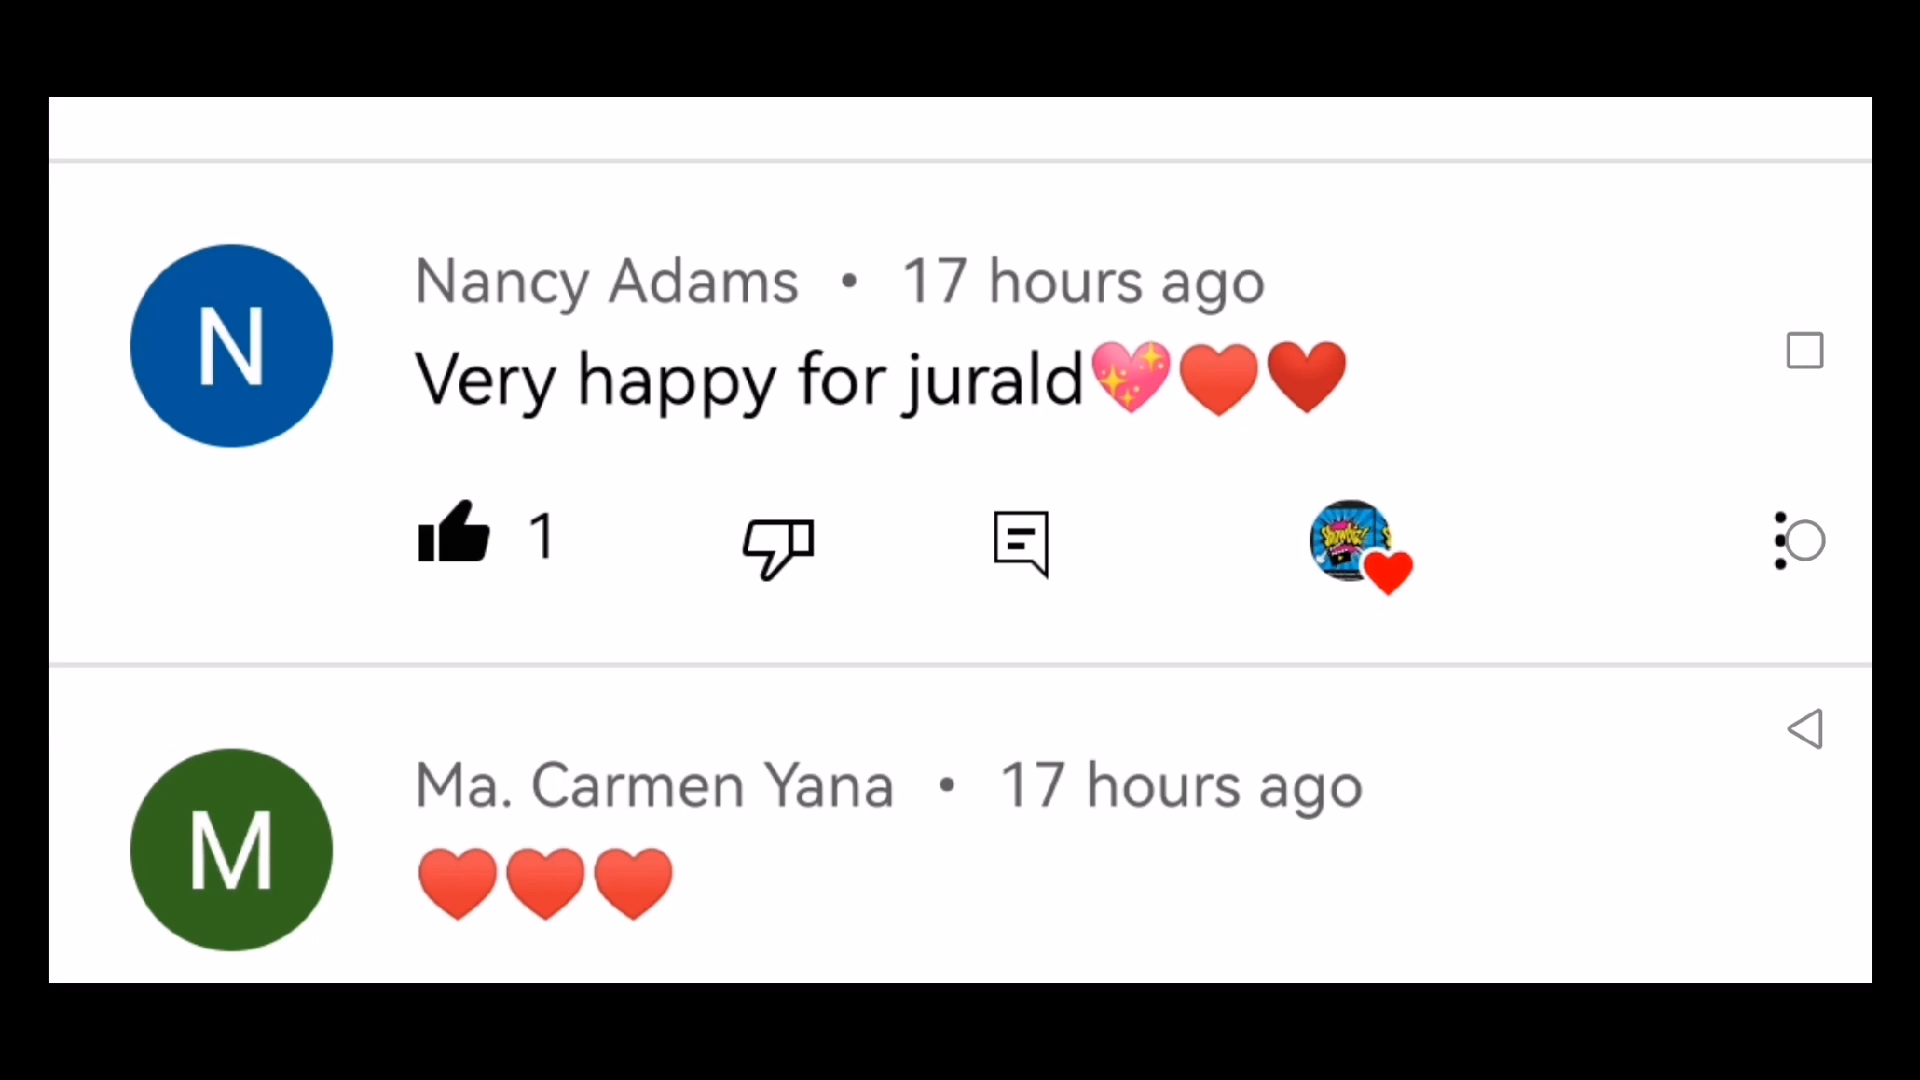 N
Nancy Adams • 17 hours ago
Very happy for jurald💖♥️❤️
1
M
Ma. Carmen Yana • 17 hours ago
♥️♥️♥️